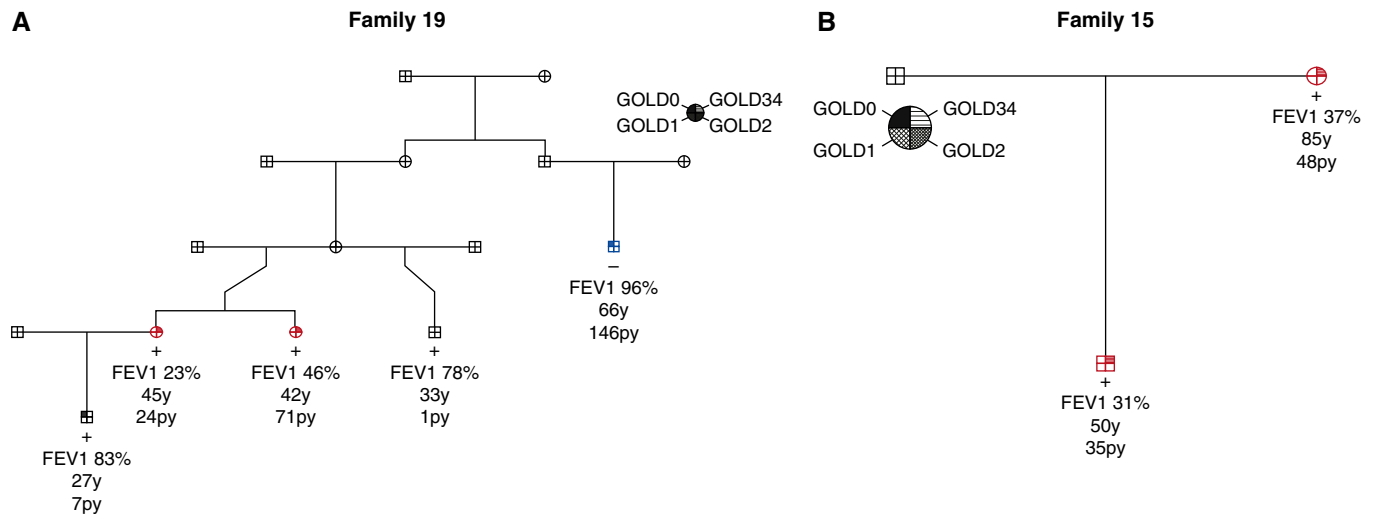 A
Family 19
GOLD0
GOLD34
GOLD1
GOLD2
−
FEV1 96%
66y
146py
+
FEV1 23%
45y
24py
+
FEV1 46%
42y
71py
+
FEV1 78%
33y
1py
+
FEV1 83%
27y
7py
B
Family 15
GOLD0
GOLD34
GOLD1
GOLD2
+
FEV1 37%
85y
48py
+
FEV1 31%
50y
35py